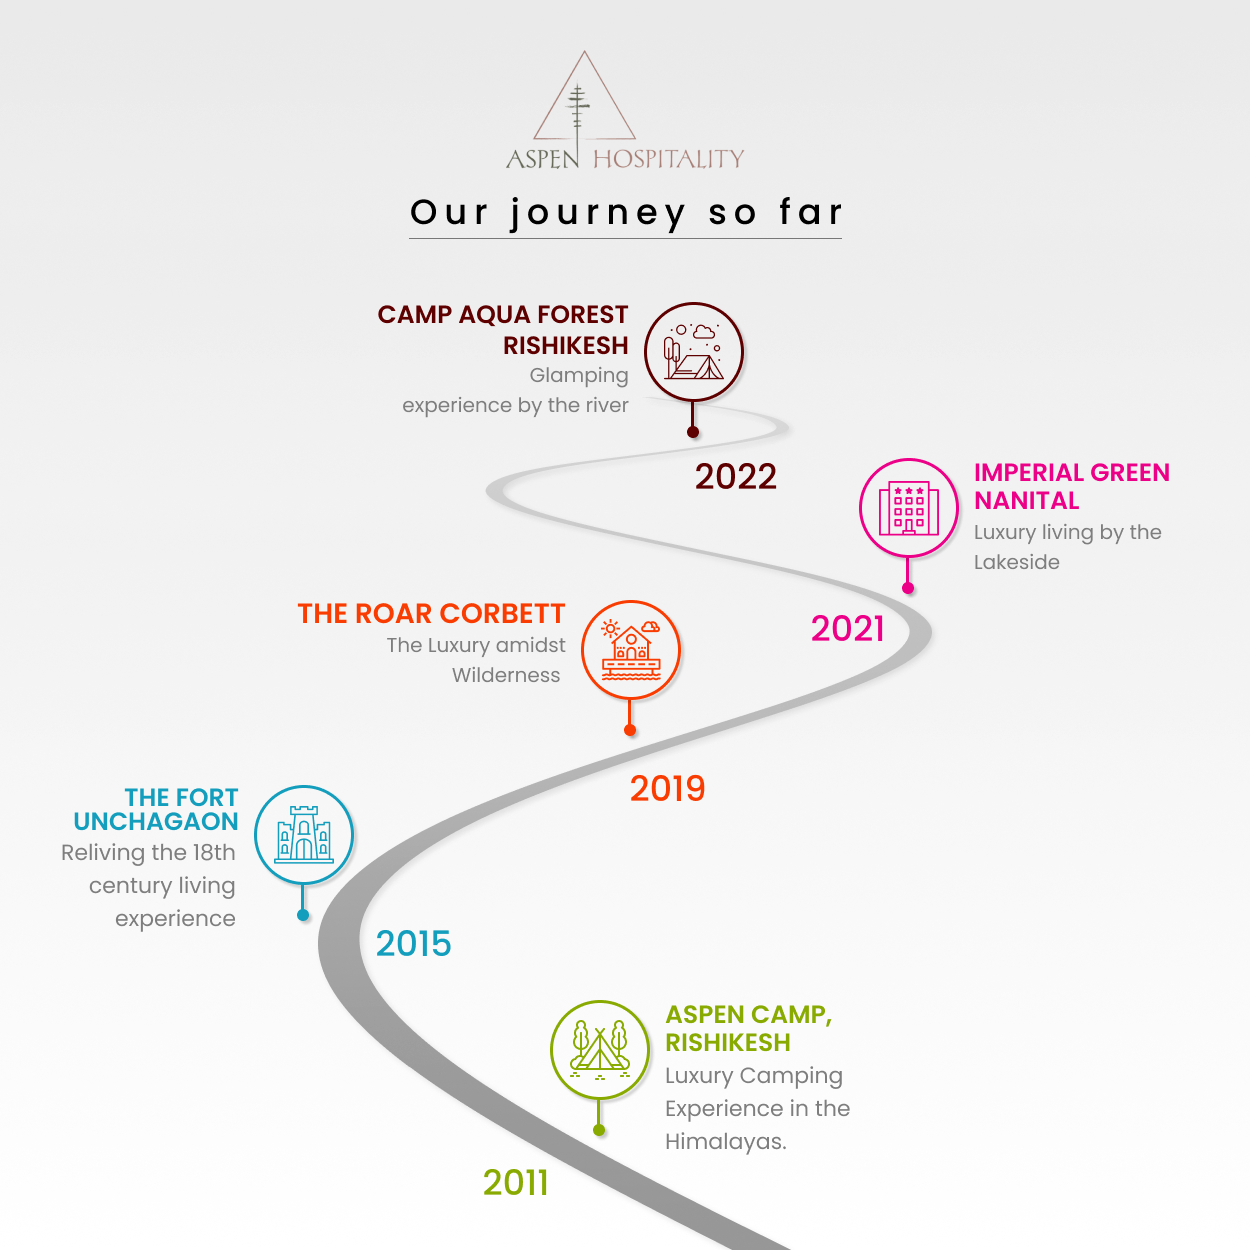 ASPEN HOSPITALITY
Our journey so far
CAMP AQUA FOREST
RISHIKESH
Glamping
experience by the river
2022
IMPERIAL GREEN
NANITAL
Luxury living by the
Lakeside
2021
THE ROAR CORBETT
The Luxury amidst
Wilderness
2019
THE FORT
UNCHAGAON
Reliving the 18th
century living
experience
2015
ASPEN CAMP,
RISHIKESH
Luxury Camping
Experience in the
Himalayas.
2011